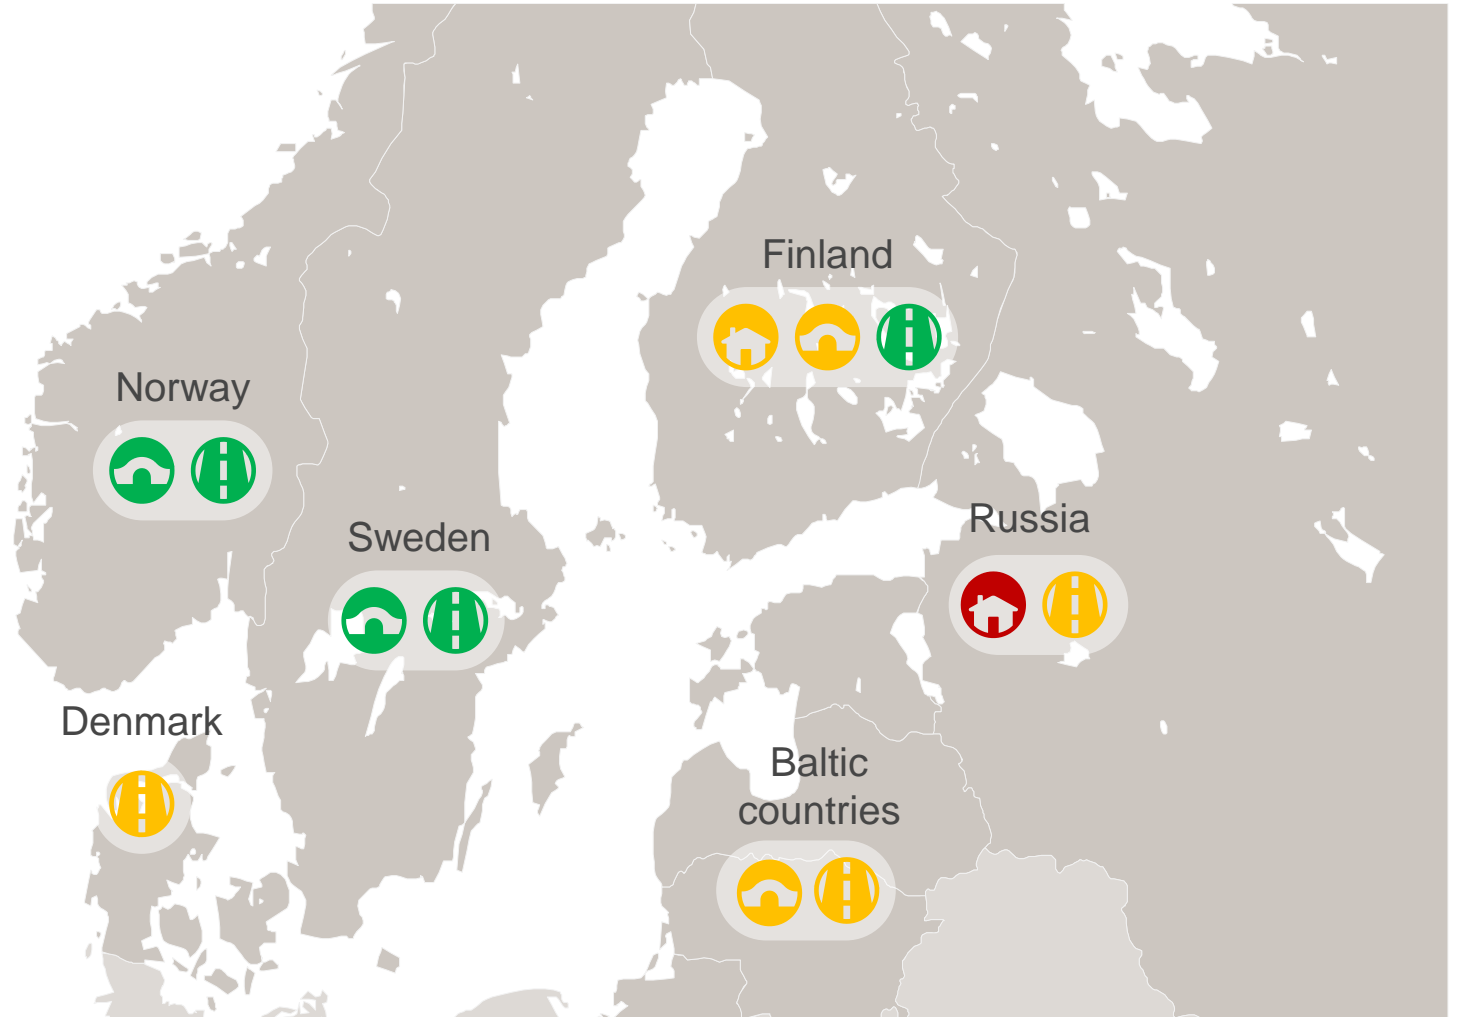 Finland
Norway
Russia
Sweden
Denmark
Baltic
countries